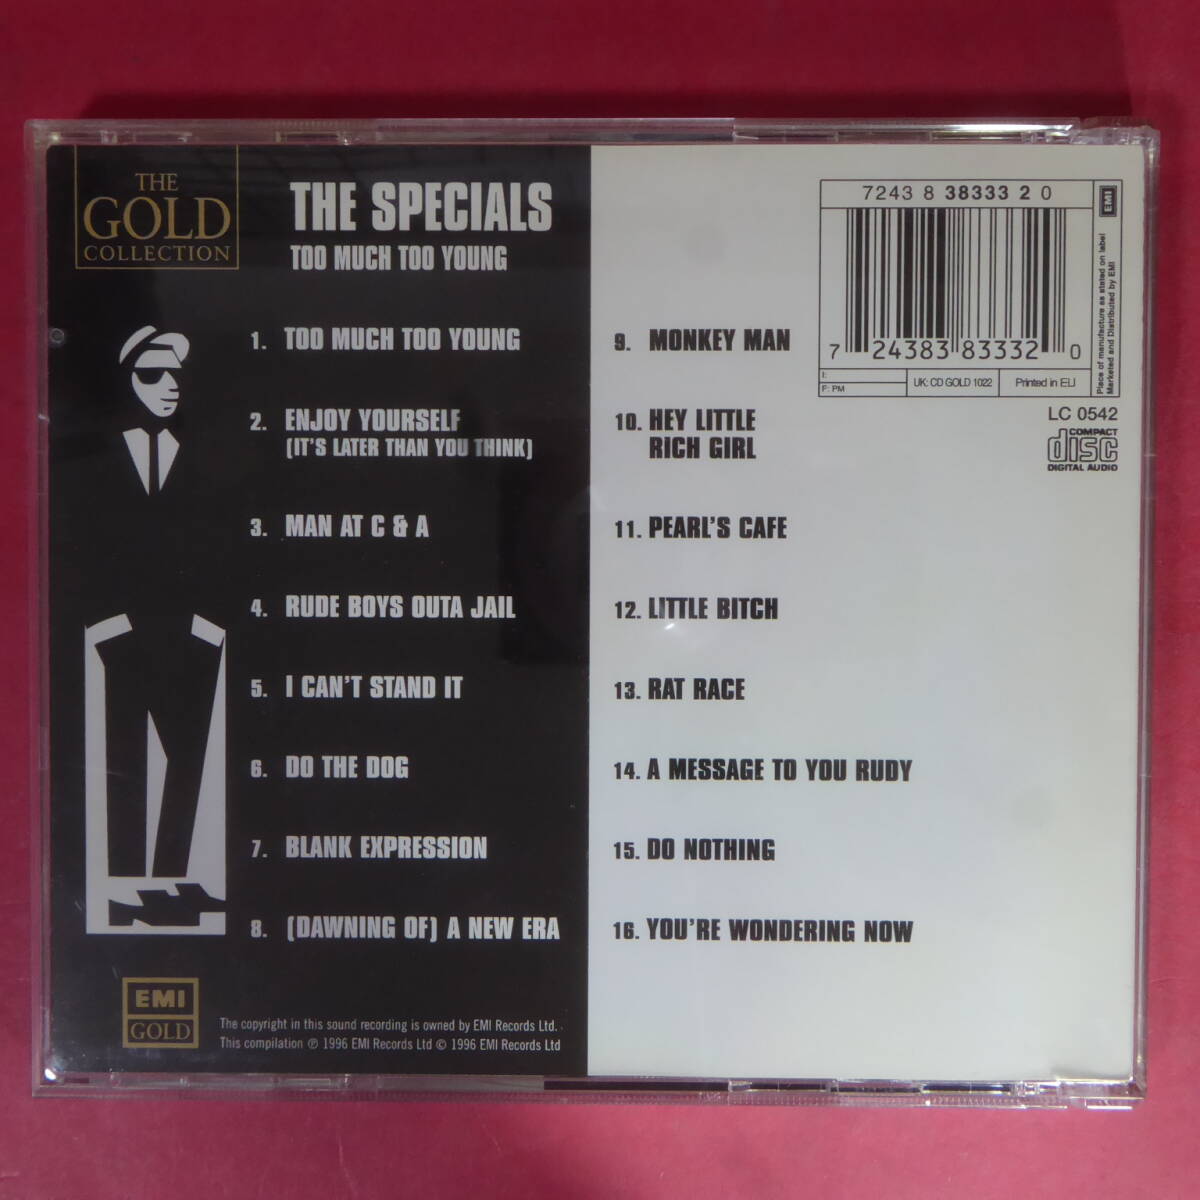 THE
GOLD
COLLECTION
THE SPECIALS
TOO MUCH TOO YOUNG
1. TOO MUCH TOO YOUNG
2. ENJOY YOURSELF
(IT'S LATER THAN YOU THINK)
3. MAN AT C & A
4. RUDE BOYS OUTA JAIL
5. I CAN'T STAND IT
6. DO THE DOG
7. BLANK EXPRESSION
8. (DAWNING OF) A NEW ERA
EMI
GOLD
The copyright in this sound recording is owned by EMI Records Ltd.
This compilation ℗ 1996 EMI Records Ltd © 1996 EMI Records Ltd
9. MONKEY MAN
10. HEY LITTLE
RICH GIRL
11. PEARL'S CAFE
12. LITTLE BITCH
13. RAT RACE
14. A MESSAGE TO YOU RUDY
15. DO NOTHING
16. YOU'RE WONDERING NOW
7243 8 38333 2 0
7 24383 83332 0
I:
F: PM
UK: CD GOLD 1022
Printed in E.U
EMI
Place of manufacture as stated on label
Marketed and Distributed by EMI
LC 0542
COMPACT
disc
DIGITAL AUDIO